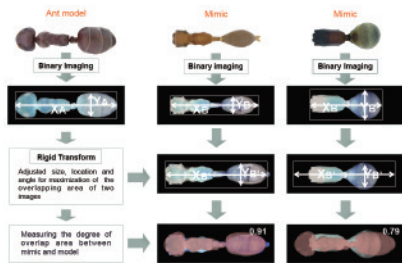 Ant model
Mimic
Mimic
Binary Imaging
Binary imaging
Binary Imaging
XA
YA
XB
YB
XB
YB
Rigid Transform
Adjusted size, location and
angle for maximization of the
overlapping area of two
images
XB'
YB'
XB'
YB'
Measuring the degree of
overlap area between
mimic and model
0.91
0.79